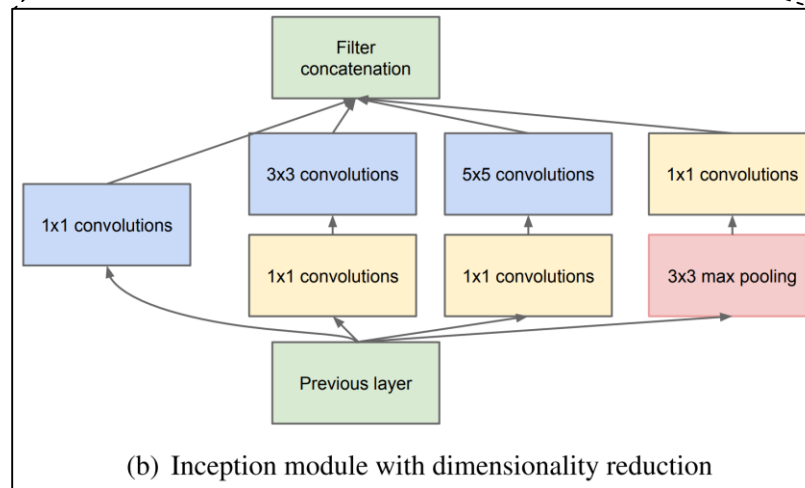 Filter
concatenation
3x3 convolutions
5x5 convolutions
1x1 convolutions
1x1 convolutions
1x1 convolutions
1x1 convolutions
3x3 max pooling
Previous layer
(b) Inception module with dimensionality reduction